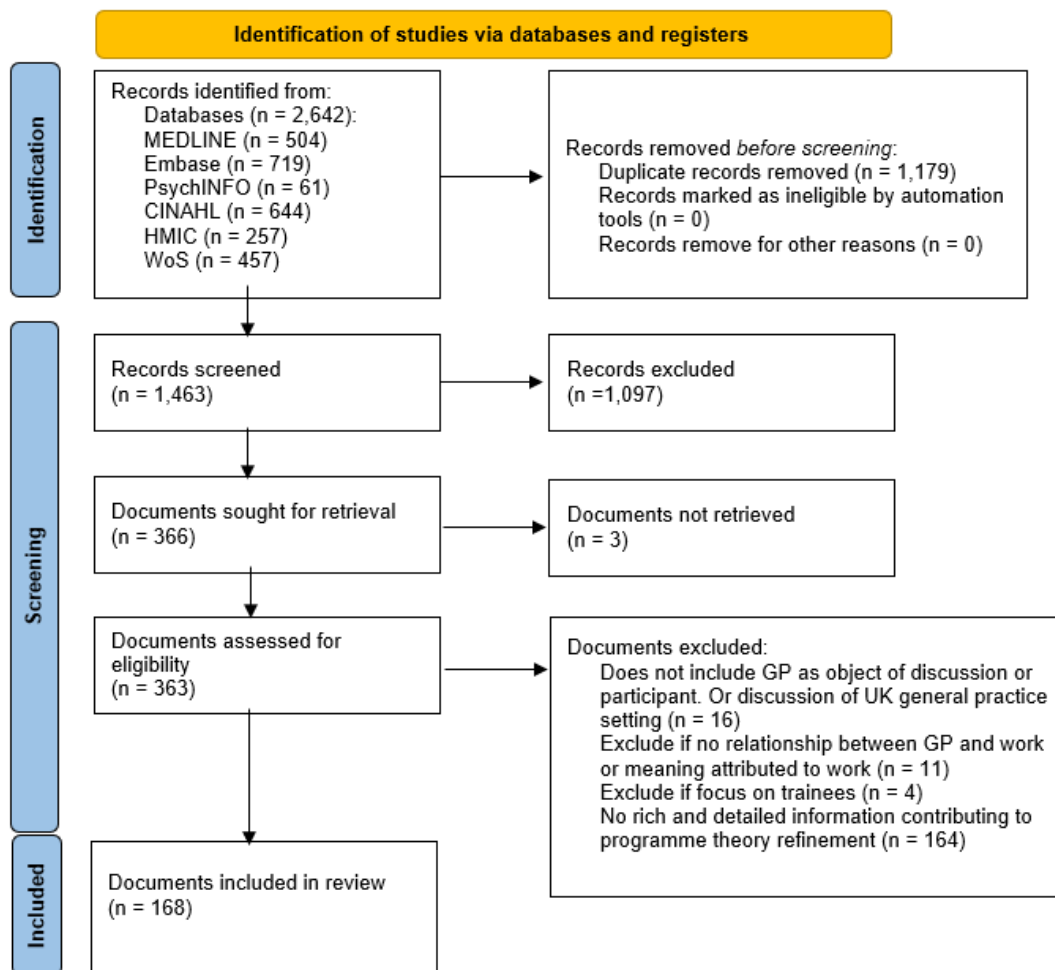 Identification of studies via databases and registers
Identification
Records identified from:
Databases (n = 2,642):
MEDLINE (n = 504)
Embase (n = 719)
PsychINFO (n = 61)
CINAHL (n = 644)
HMIC (n = 257)
WoS (n = 457)
Records removed before screening:
Duplicate records removed (n = 1,179)
Records marked as ineligible by automation
tools (n = 0)
Records remove for other reasons (n = 0)
Screening
Records screened
(n = 1,463)
Records excluded
(n =1,097)
Documents sought for retrieval
(n = 366)
Documents not retrieved
(n = 3)
Documents assessed for
eligibility
(n = 363)
Documents excluded:
Does not include GP as object of discussion or
participant. Or discussion of UK general practice
setting (n = 16)
Exclude if no relationship between GP and work
or meaning attributed to work (n = 11)
Exclude if focus on trainees (n = 4)
No rich and detailed information contributing to
programme theory refinement (n = 164)
Included
Documents included in review
(n = 168)